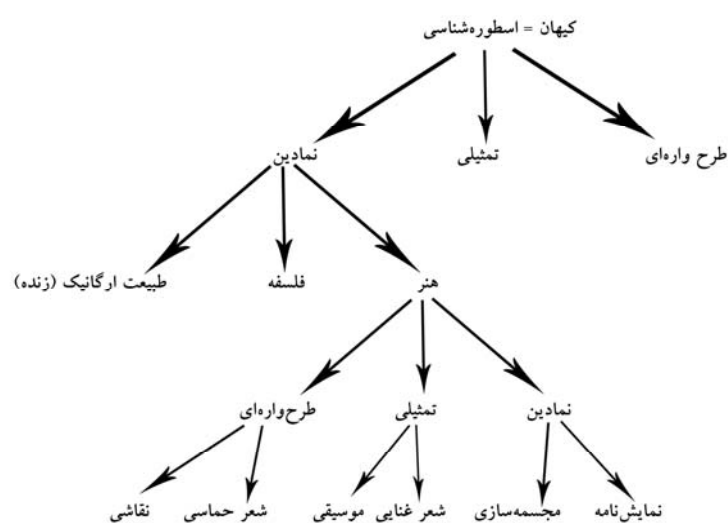 کیهان = اسطوره‌شناسی
طرح واره‌ای تمثیلی نمادین
هنر فلسفه طبیعت ارگانیک (زنده)
نمادین تمثیلی طرح‌واره‌ای
نمایش‌نامه مجسمه‌سازی شعر غنایی موسیقی شعر حماسی نقاشی